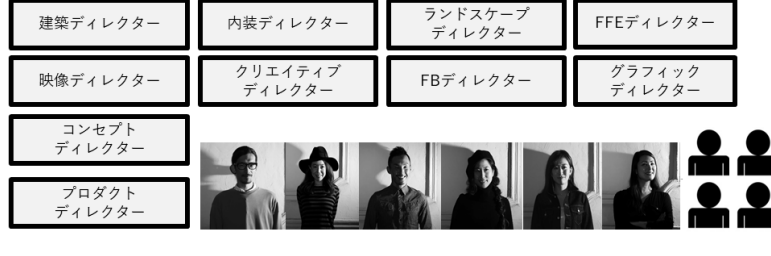 建築ディレクター
内装ディレクター
ランドスケープ
ディレクター
FFEディレクター
映像ディレクター
クリエイティブ
ディレクター
FBディレクター
グラフィック
ディレクター
コンセプト
ディレクター
プロダクト
ディレクター